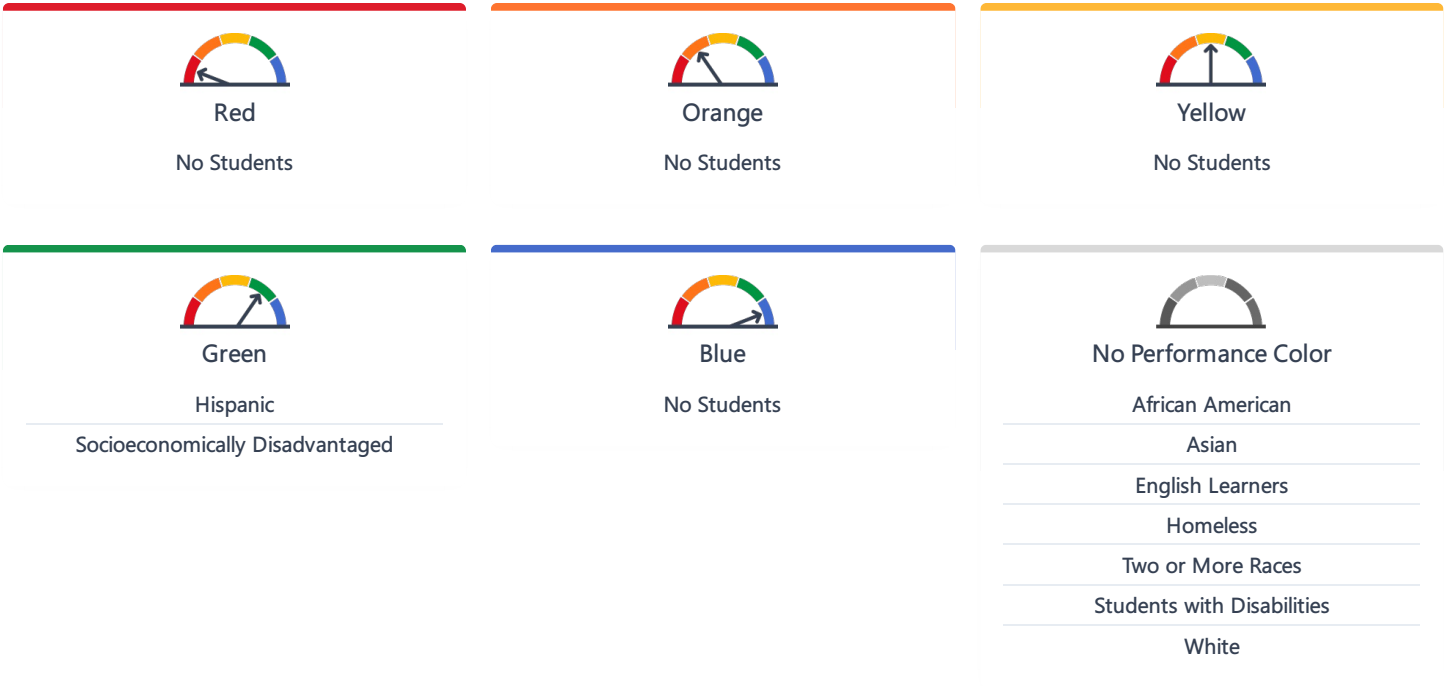 Red
No Students
Orange
No Students
Yellow
No Students
Green
Hispanic
Socioeconomically Disadvantaged
Blue
No Students
No Performance Color
African American
Asian
English Learners
Homeless
Two or More Races
Students with Disabilities
White